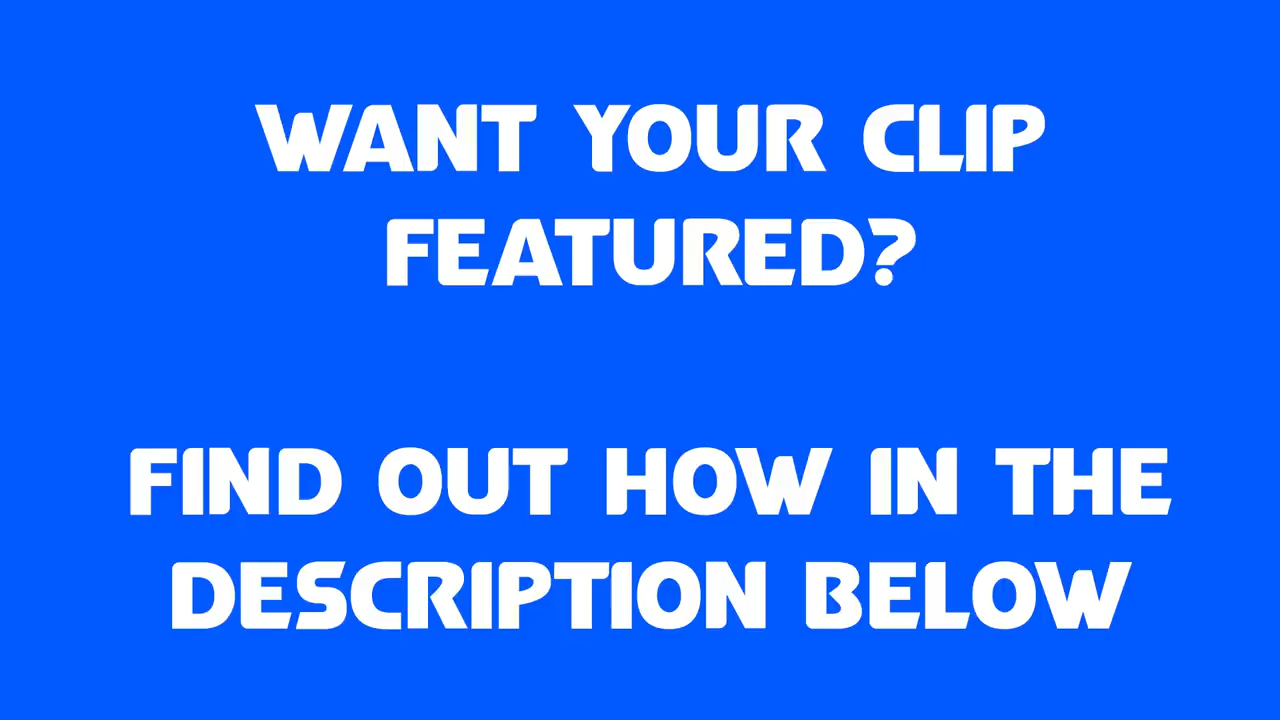 WANT YOUR CLIP
FEATURED?
FIND OUT HOW IN THE
DESCRIPTION BELOW